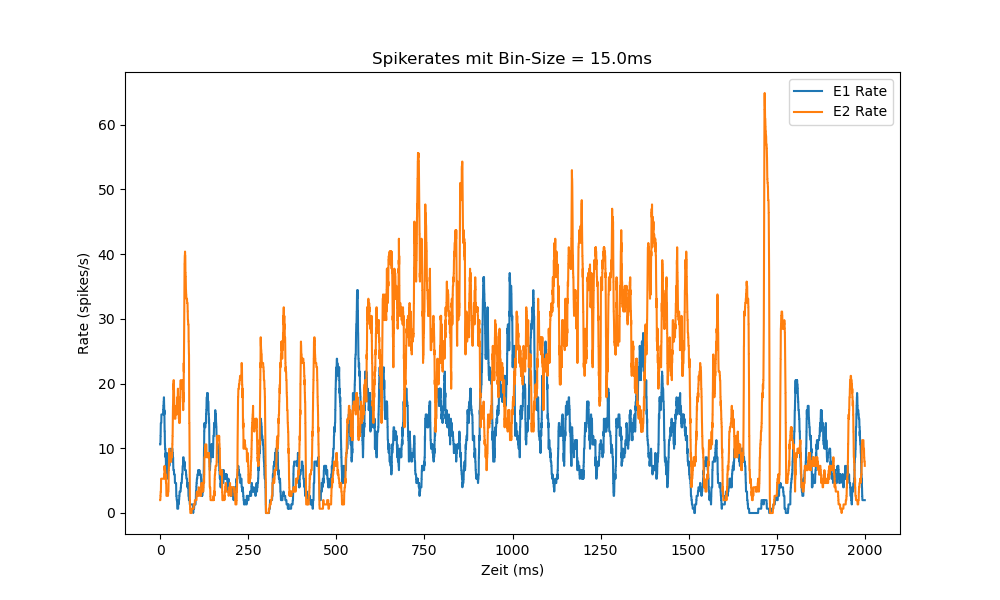 Spikerates mit Bin-Size = 15.0ms
E1 Rate
E2 Rate
Rate (spikes/s)
60
50
40
30
20
10
0
0 250 500 750 1000 1250 1500 1750 2000
Zeit (ms)